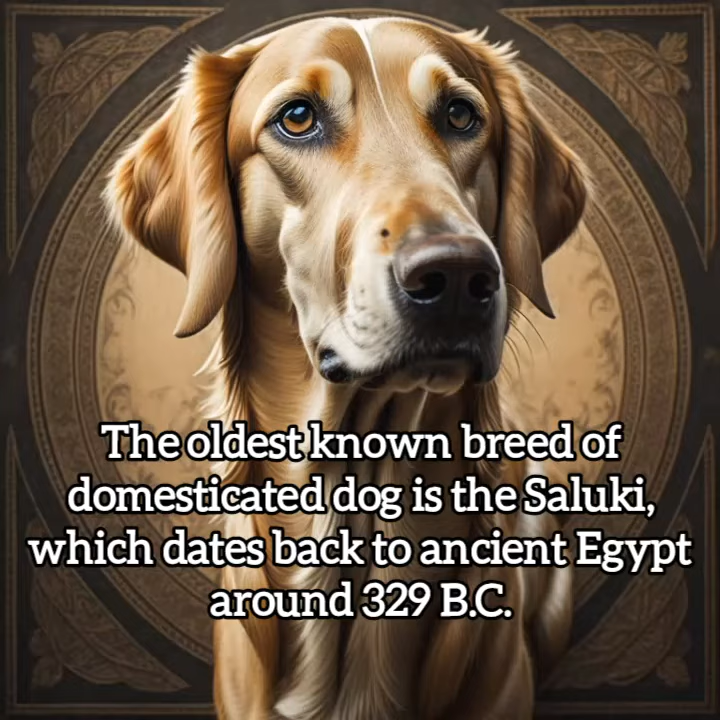 The oldest known breed of
domesticated dog is the Saluki,
which dates back to ancient Egypt
around 329 B.C.